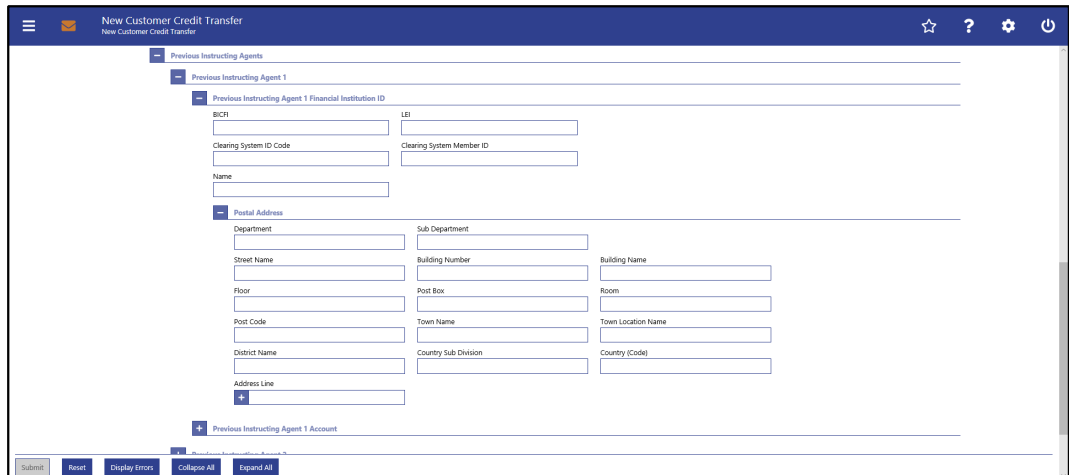 New Customer Credit Transfer
New Customer Credit Transfer
Previous Instructing Agents
Previous Instructing Agent 1
Previous Instructing Agent 1 Financial Institution ID
BICFI LEI
Clearing System ID Code Clearing System Member ID
Name
Postal Address
Department Sub Department
Street Name Building Number Building Name
Floor Post Box Room
Post Code Town Name Town Location Name
District Name Country Sub Division Country (Code)
Address Line
Previous Instructing Agent 1 Account
Previous Instructing Agent 2
Submit Reset Display Errors Collapse All Expand All